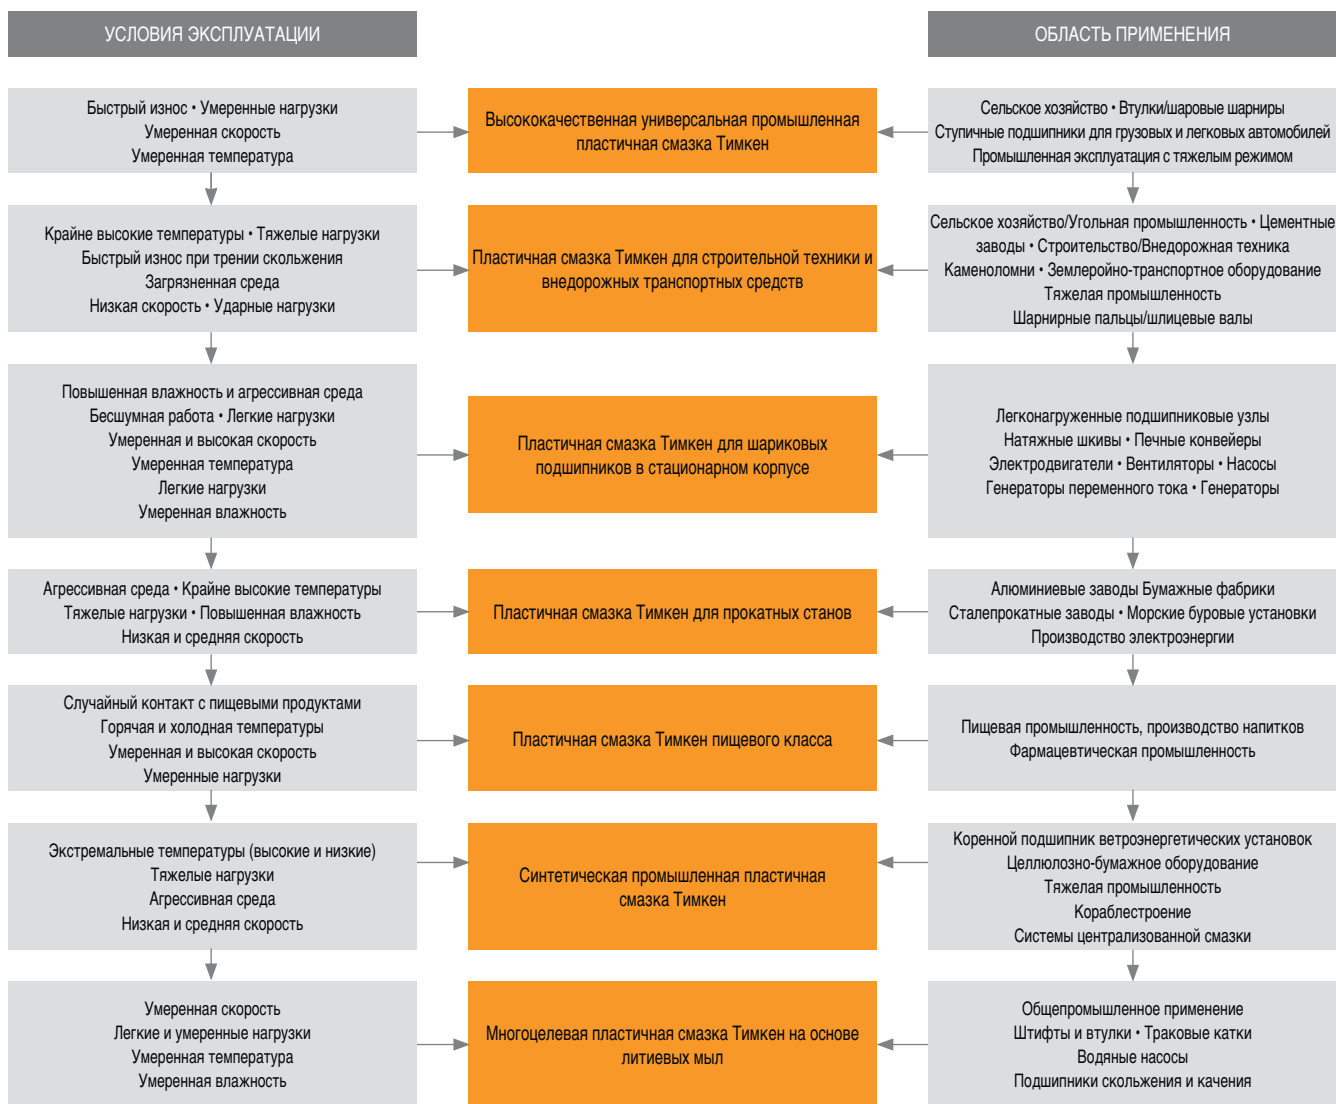 УСЛОВИЯ ЭКСПЛУАТАЦИИ
ОБЛАСТЬ ПРИМЕНЕНИЯ
Быстрый износ • Умеренные нагрузки
Умеренная скорость
Умеренная температура
Высококачественная универсальная промышленная
пластичная смазка Тимкен
Сельское хозяйство • Втулки/шаровые шарниры
Ступичные подшипники для грузовых и легковых автомобилей
Промышленная эксплуатация с тяжелым режимом
Крайне высокие температуры • Тяжелые нагрузки
Быстрый износ при трении скольжения
Загрязненная среда
Низкая скорость • Ударные нагрузки
Пластичная смазка Тимкен для строительной техники и
внедорожных транспортных средств
Сельское хозяйство/Угольная промышленность • Цементные
заводы • Строительство/Внедорожная техника
Каменоломни • Землеройно-транспортное оборудование
Тяжелая промышленность
Шарнирные пальцы/шлицевые валы
Повышенная влажность и агрессивная среда
Бесшумная работа • Легкие нагрузки
Умеренная и высокая скорость
Умеренная температура
Легкие нагрузки
Умеренная влажность
Пластичная смазка Тимкен для шариковых
подшипников в стационарном корпусе
Легконагруженные подшипниковые узлы
Натяжные шкивы • Печные конвейеры
Электродвигатели • Вентиляторы • Насосы
Генераторы переменного тока • Генераторы
Агрессивная среда • Крайне высокие температуры
Тяжелые нагрузки • Повышенная влажность
Низкая и средняя скорость
Пластичная смазка Тимкен для прокатных станов
Алюминиевые заводы Бумажные фабрики
Сталепрокатные заводы • Морские буровые установки
Производство электроэнергии
Случайный контакт с пищевыми продуктами
Горячая и холодная температуры
Умеренная и высокая скорость
Умеренные нагрузки
Пластичная смазка Тимкен пищевого класса
Пищевая промышленность, производство напитков
Фармацевтическая промышленность
Экстремальные температуры (высокие и низкие)
Тяжелые нагрузки
Агрессивная среда
Низкая и средняя скорость
Синтетическая промышленная пластичная
смазка Тимкен
Коренной подшипник ветроэнергетических установок
Целлюлозно-бумажное оборудование
Тяжелая промышленность
Кораблестроение
Системы централизованной смазки
Умеренная скорость
Легкие и умеренные нагрузки
Умеренная температура
Умеренная влажность
Многоцелевая пластичная смазка Тимкен на основе
литиевых мыл
Общепромышленное применение
Штифты и втулки • Траковые катки
Водяные насосы
Подшипники скольжения и качения